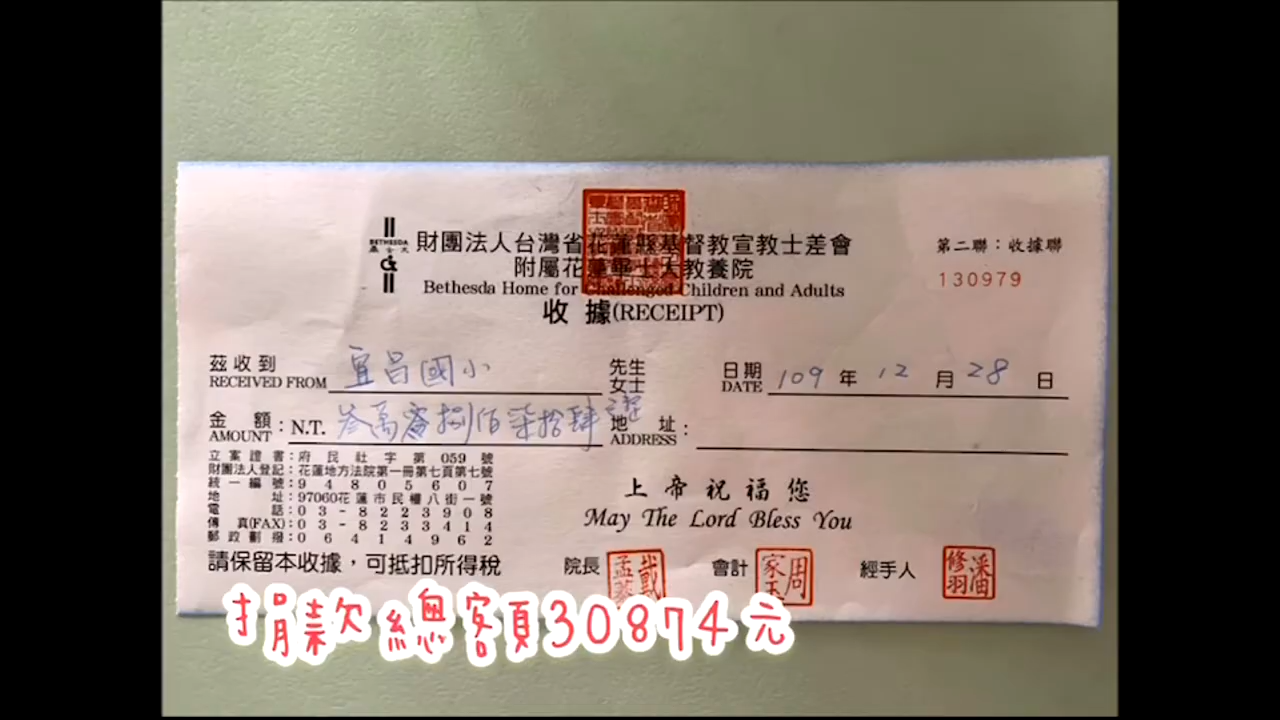 BETHESDA
畢士大
財團法人台灣省花蓮縣基督教宣教士差會
附屬花蓮畢士大教養院
Bethesda Home for Challenged Children and Adults
收據(RECEIPT)
第二聯：收據聯
130979
茲收到 宜昌國小 先生 女士
RECEIVED FROM
日期 109 年 12 月 28 日
DATE
金額：N.T. 叁萬零捌佰柒拾肆元整
AMOUNT
地址：
ADDRESS
立案證書：府民社字第059號
財團法人登記：花蓮地方法院第一冊第七頁第七號
統一編號：94805607
地址：97060花蓮市民權八街一號
電話：03-8223908
傳真(FAX)：03-8233414
郵政劃撥：06414962
上帝祝福您
May The Lord Bless You
請保留本收據，可抵扣所得稅
院長
會計 周家玉
經手人
捐款總額30874元